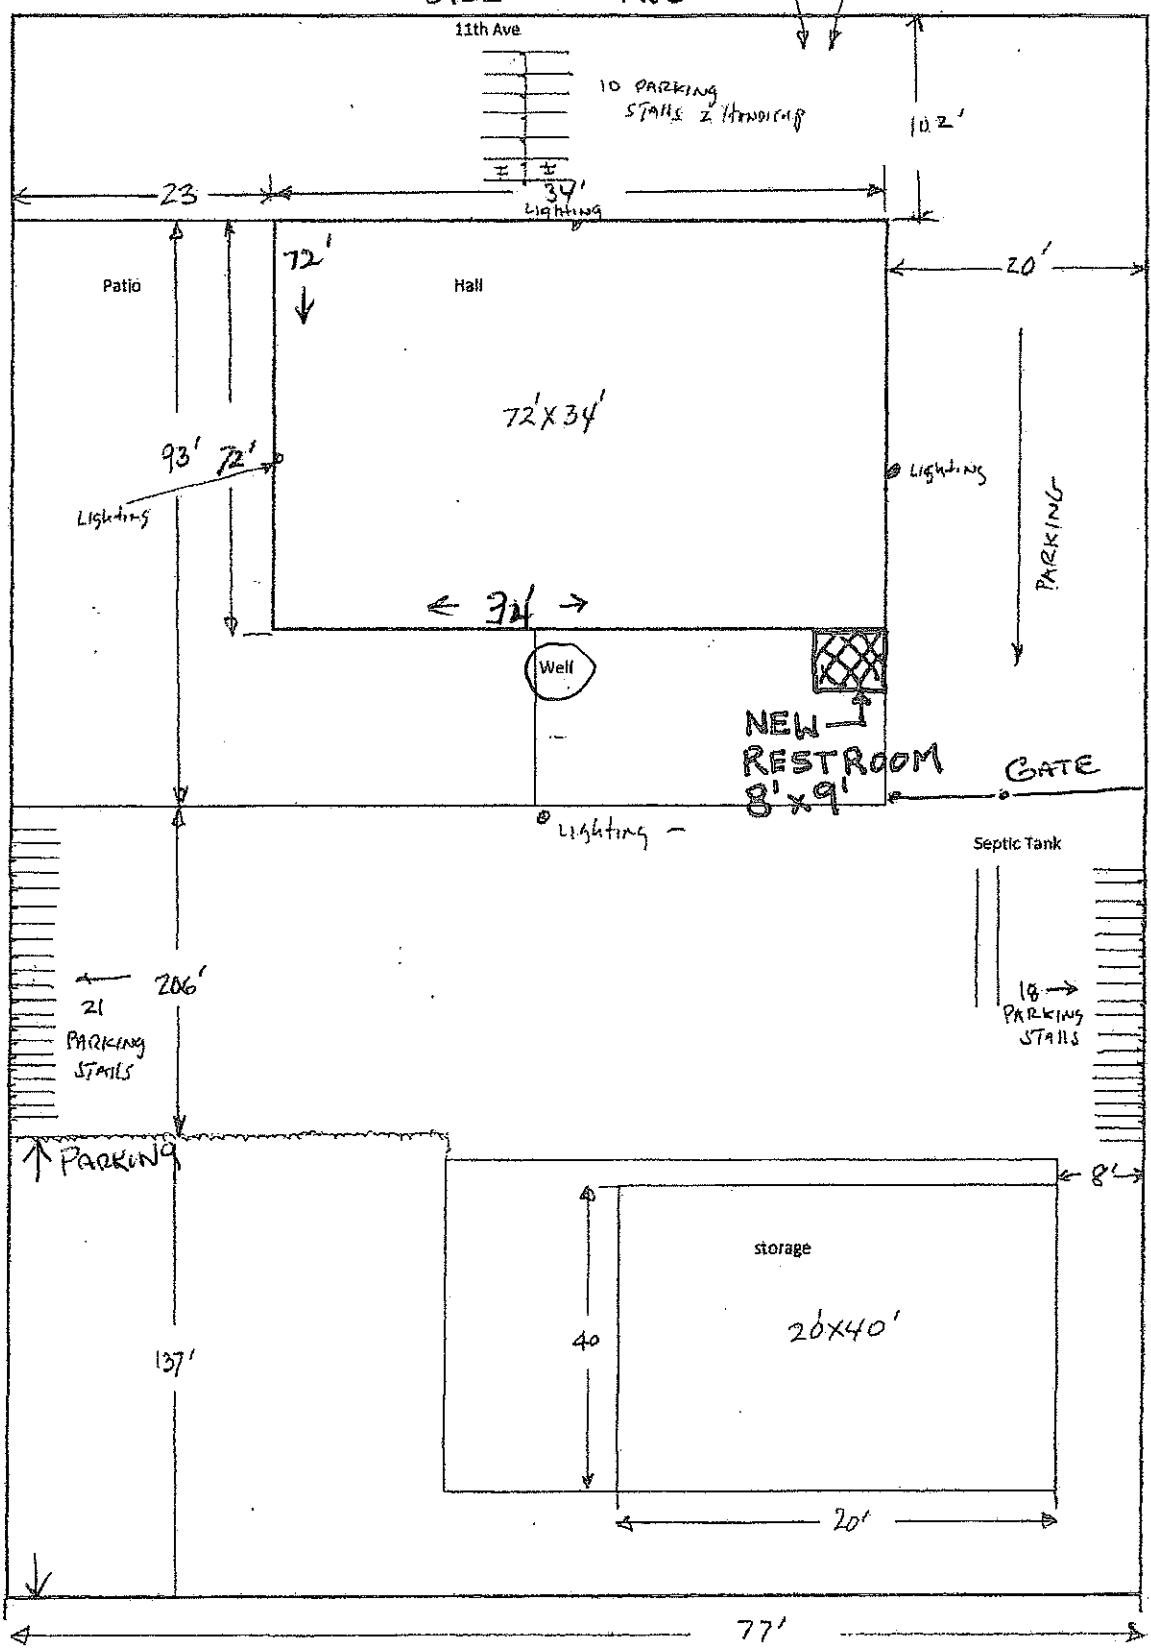 11th Ave
10 PARKING
STALLS 2 HANDICAP
102'
23
34'
Lighting
72'
20'
Patio
Hall
72'X34'
93'
72'
Lighting
Lighting
PARKING
34'
Well
NEW
RESTROOM
8'x9'
GATE
Lighting
Septic Tank
206'
21
PARKING
STALLS
18
PARKING
STALLS
PARKING
8'
storage
40
20'X40'
137'
20'
77'